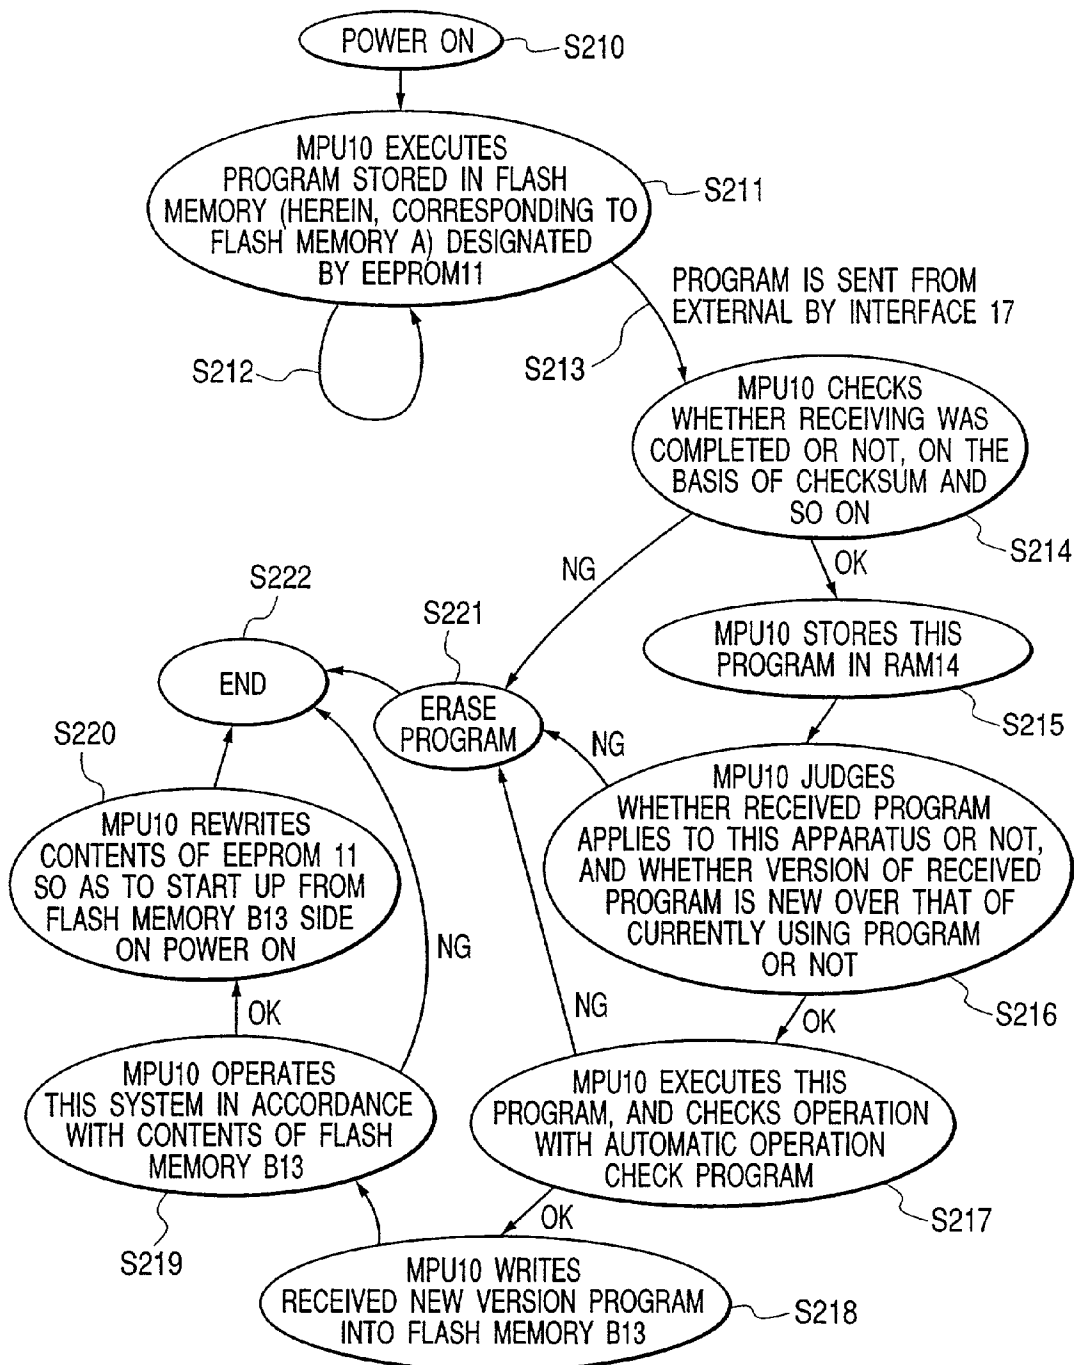 POWER ON
S210
MPU10 EXECUTES
PROGRAM STORED IN FLASH
MEMORY (HEREIN, CORRESPONDING TO
FLASH MEMORY A) DESIGNATED
BY EEPROM11
S211
S212
S213
PROGRAM IS SENT FROM
EXTERNAL BY INTERFACE 17
MPU10 CHECKS
WHETHER RECEIVING WAS
COMPLETED OR NOT, ON THE
BASIS OF CHECKSUM AND
SO ON
S214
NG
OK
MPU10 STORES THIS
PROGRAM IN RAM14
S215
S222
END
S221
ERASE
PROGRAM
NG
MPU10 JUDGES
WHETHER RECEIVED PROGRAM
APPLIES TO THIS APPARATUS OR NOT,
AND WHETHER VERSION OF RECEIVED
PROGRAM IS NEW OVER THAT OF
CURRENTLY USING PROGRAM
OR NOT
S216
S220
MPU10 REWRITES
CONTENTS OF EEPROM 11
SO AS TO START UP FROM
FLASH MEMORY B13 SIDE
ON POWER ON
NG
NG
OK
OK
MPU10 OPERATES
THIS SYSTEM IN ACCORDANCE
WITH CONTENTS OF FLASH
MEMORY B13
S219
MPU10 EXECUTES THIS
PROGRAM, AND CHECKS OPERATION
WITH AUTOMATIC OPERATION
CHECK PROGRAM
S217
OK
MPU10 WRITES
RECEIVED NEW VERSION PROGRAM
INTO FLASH MEMORY B13
S218